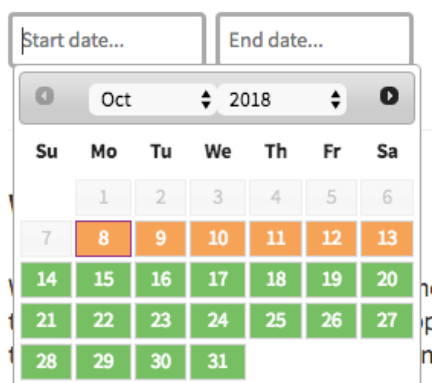 Start date... End date...
Oct 2018
Su Mo Tu We Th Fr Sa
1 2 3 4 5 6
7 8 9 10 11 12 13
14 15 16 17 18 19 20
21 22 23 24 25 26 27
28 29 30 31